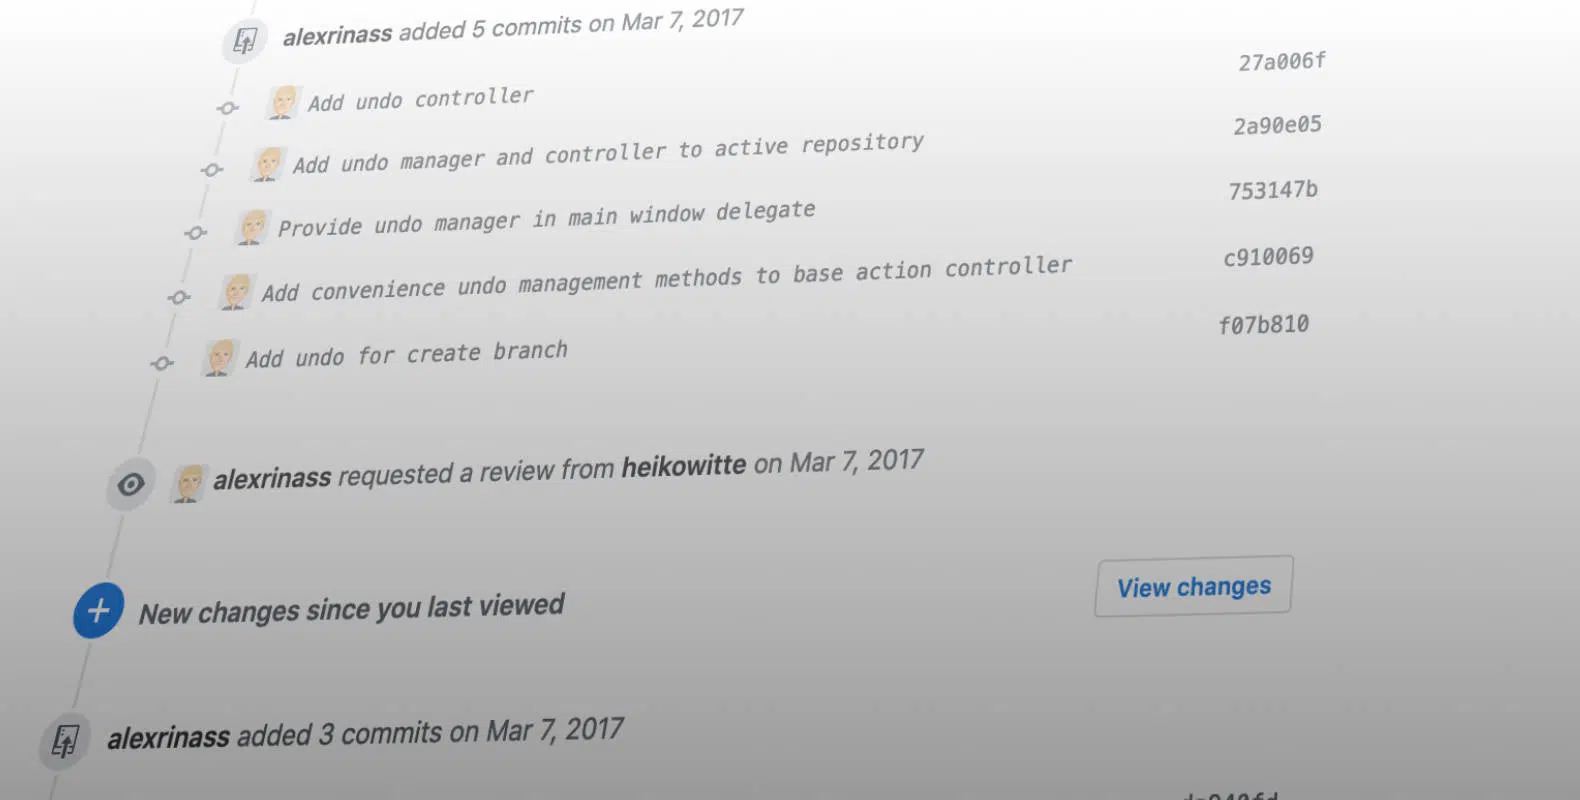 alexrinass added 5 commits on Mar 7, 2017
Add undo controller 27a006f
Add undo manager and controller to active repository 2a90e05
Provide undo manager in main window delegate 753147b
Add convenience undo management methods to base action controller c910069
Add undo for create branch f07b810
alexrinass requested a review from heikowitte on Mar 7, 2017
New changes since you last viewed View changes
alexrinass added 3 commits on Mar 7, 2017